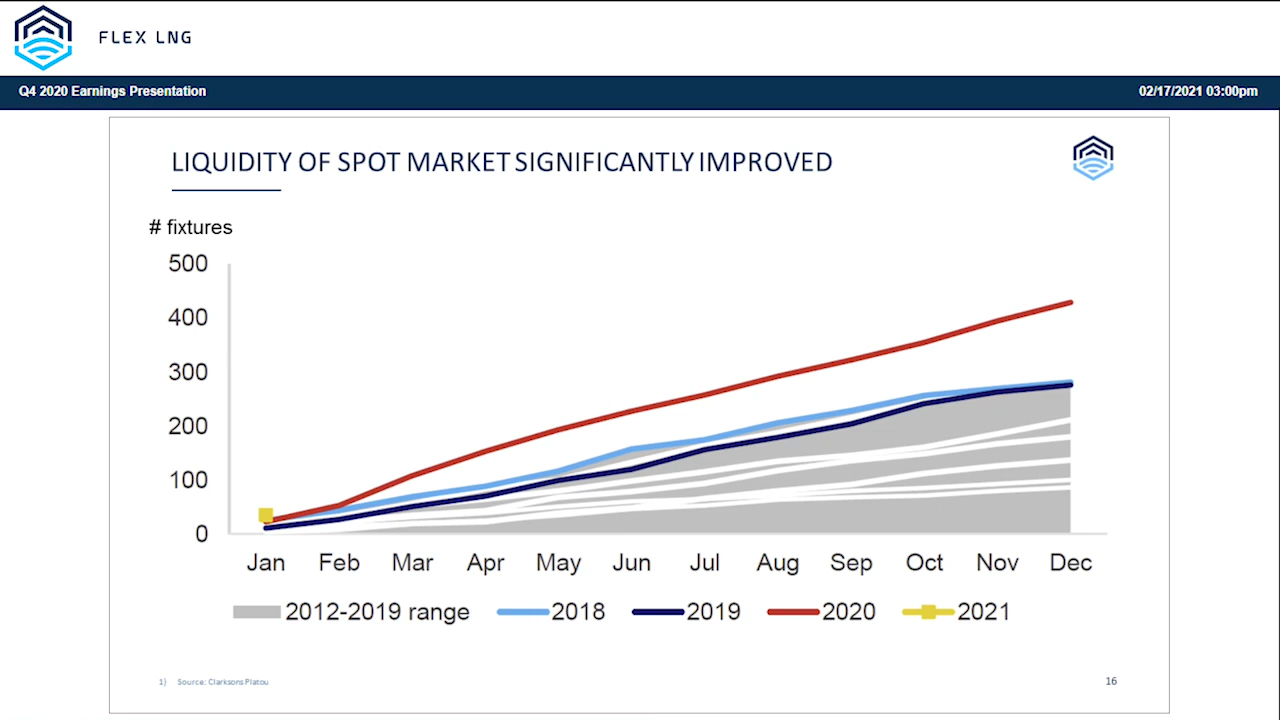 FLEX LNG
Q4 2020 Earnings Presentation
02/17/2021 03:00pm
LIQUIDITY OF SPOT MARKET SIGNIFICANTLY IMPROVED
# fixtures
500
400
300
200
100
0
Jan Feb Mar Apr May Jun Jul Aug Sep Oct Nov Dec
2012-2019 range 2018 2019 2020 2021
1) Source: Clarksons Platou
16